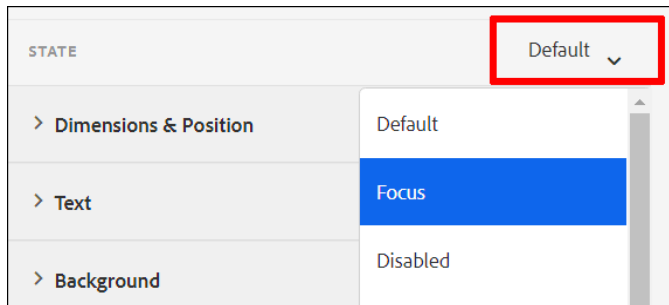 STATE
Default
Dimensions & Position
Default
Text
Focus
Background
Disabled